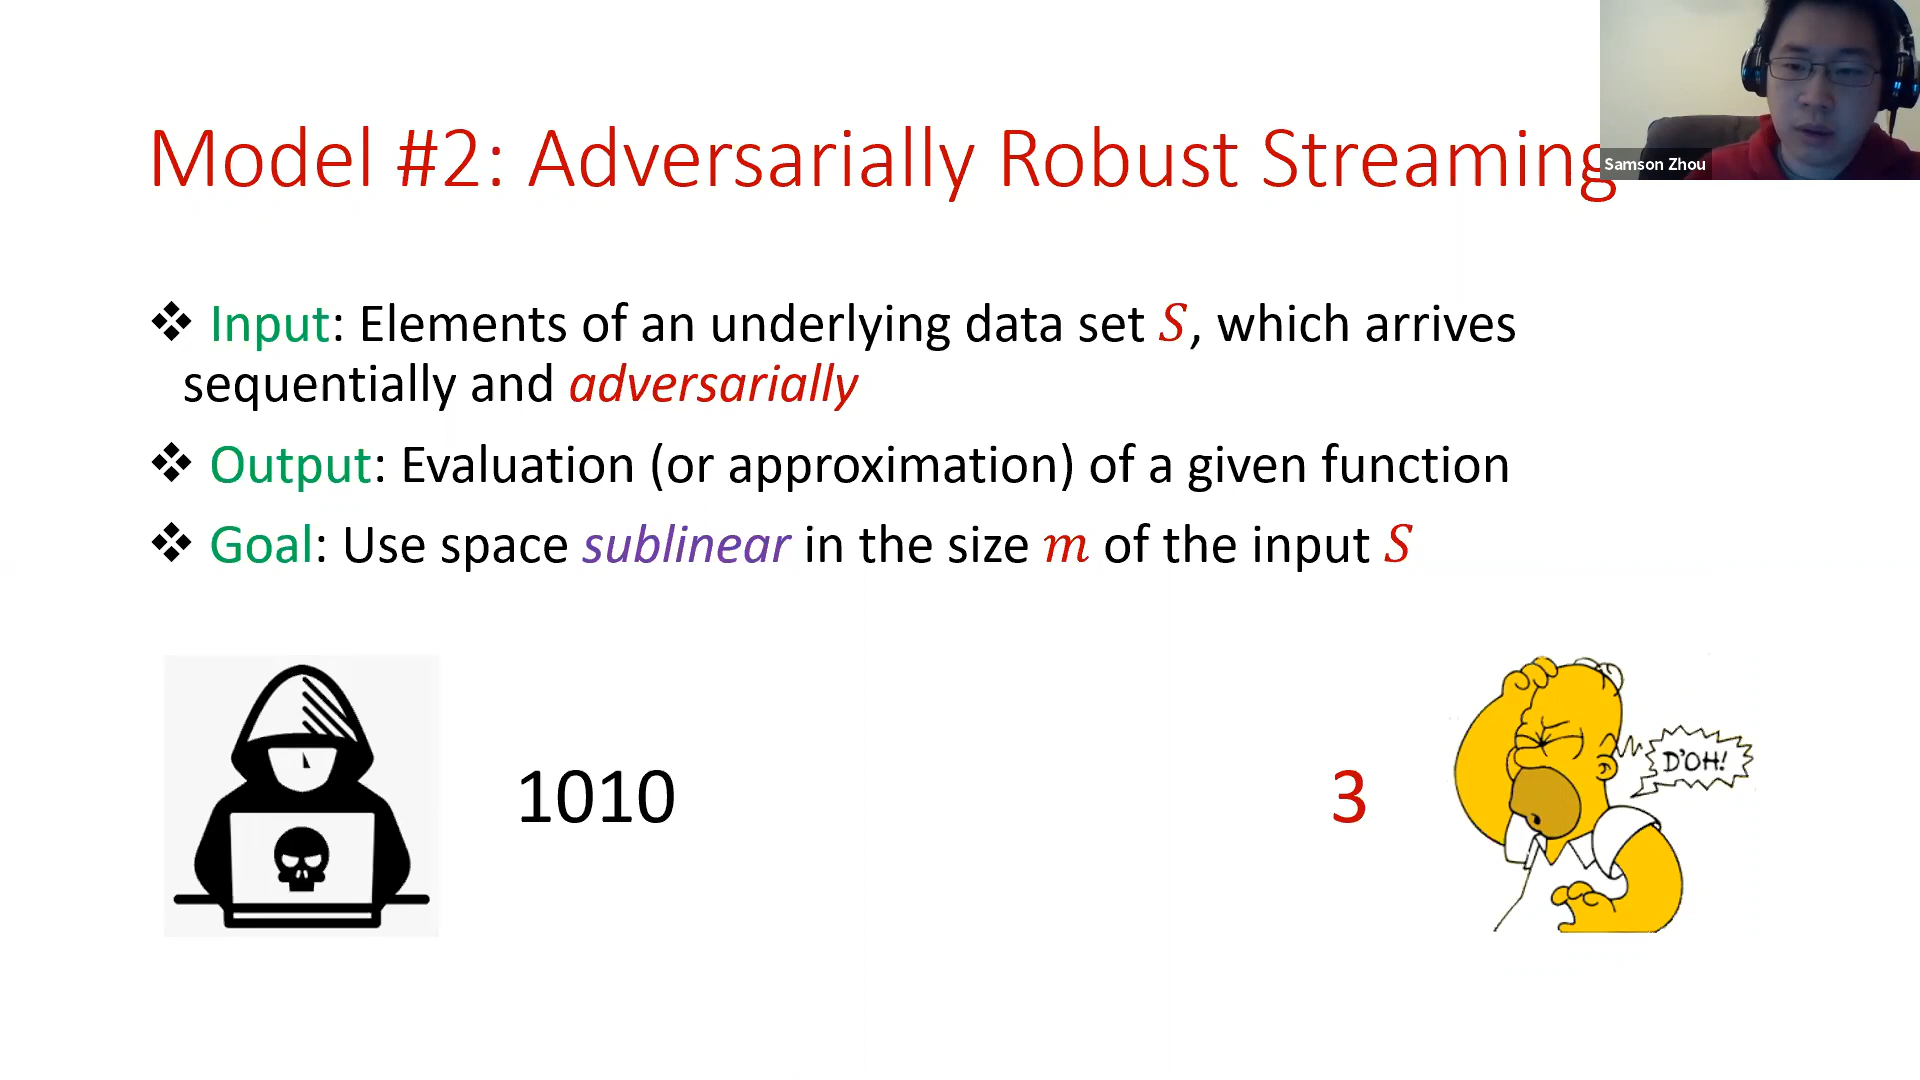 Model #2: Adversarially Robust Streaming
Samson Zhou
❖ Input: Elements of an underlying data set S, which arrives
sequentially and adversarially
❖ Output: Evaluation (or approximation) of a given function
❖ Goal: Use space sublinear in the size m of the input S
1010
3
D'OH!